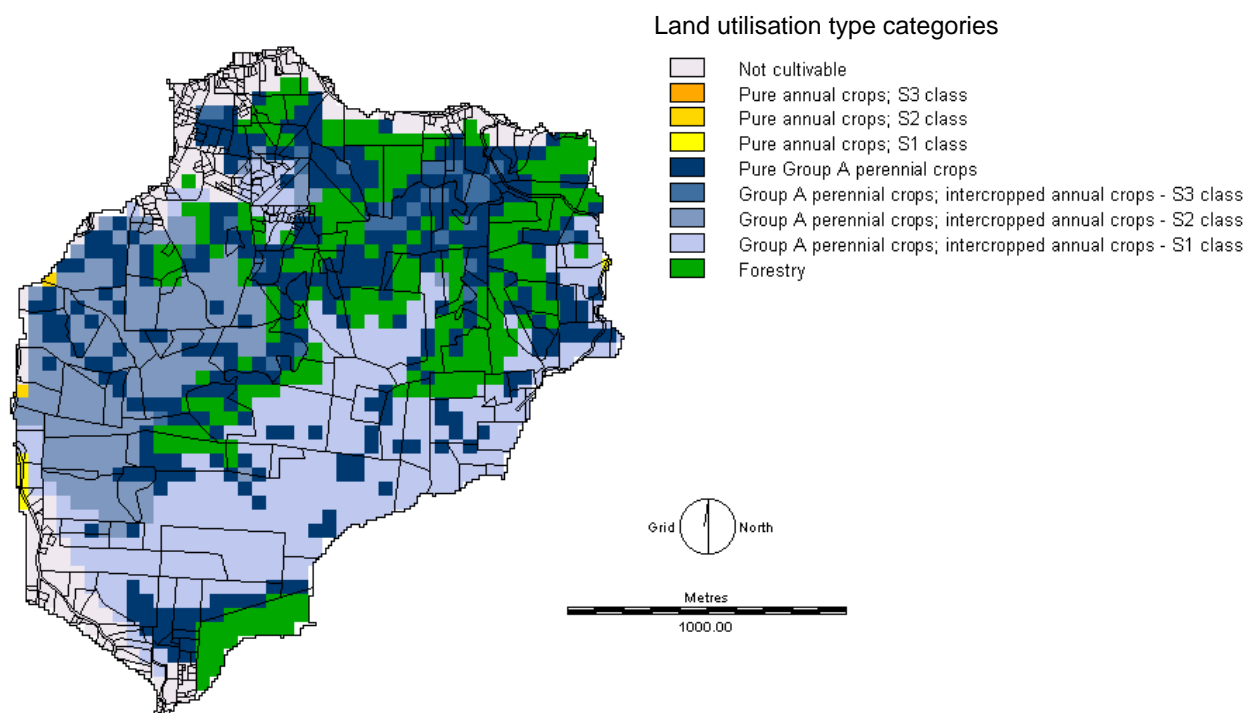 Land utilisation type categories
Not cultivable
Pure annual crops; S3 class
Pure annual crops; S2 class
Pure annual crops; S1 class
Pure Group A perennial crops
Group A perennial crops; intercropped annual crops - S3 class
Group A perennial crops; intercropped annual crops - S2 class
Group A perennial crops; intercropped annual crops - S1 class
Forestry
Grid North
Metres
1000.00